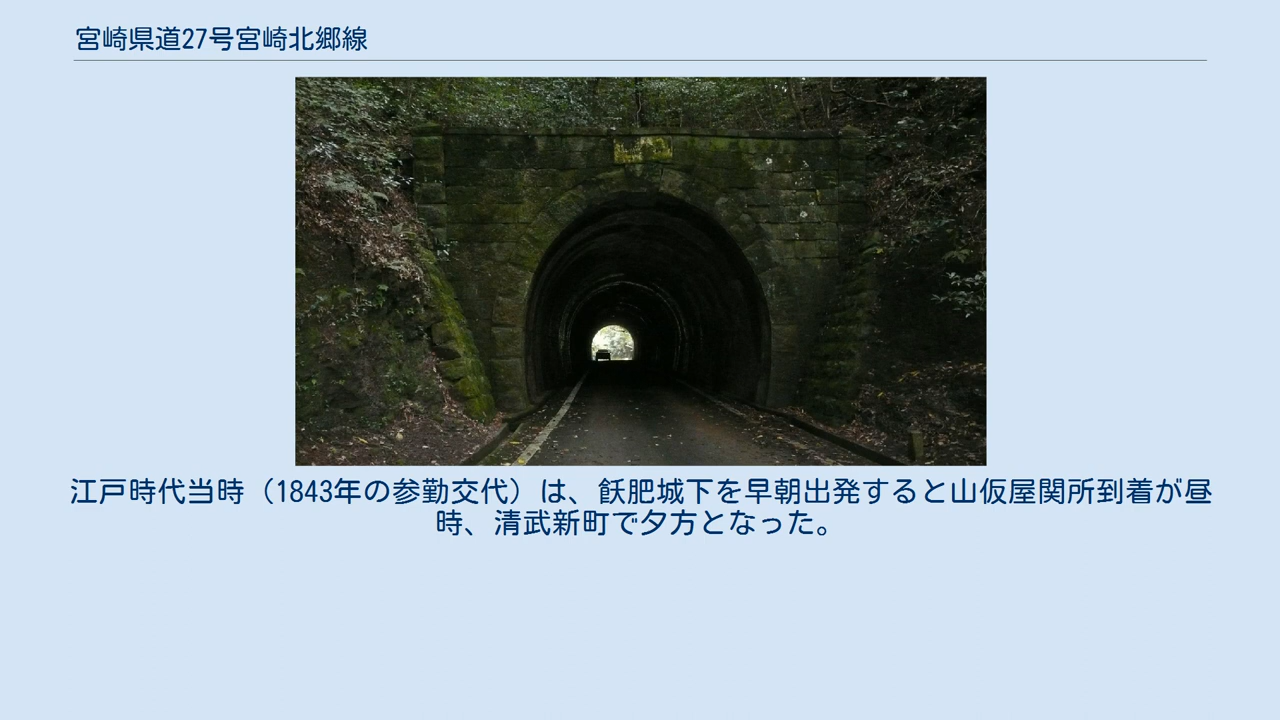 宮崎県道27号宮崎北郷線
江戸時代当時（1843年の参勤交代）は、飫肥城下を早朝出発すると山仮屋関所到着が昼
時、清武新町で夕方となった。